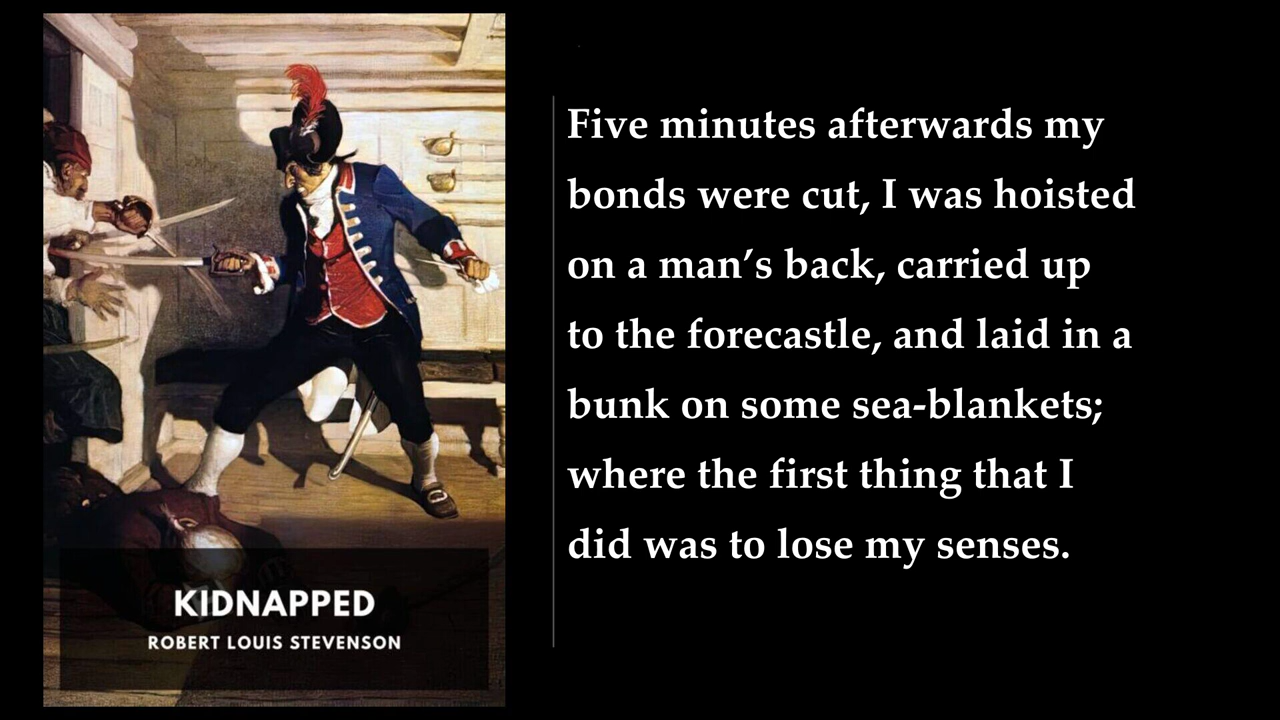 KIDNAPPED
ROBERT LOUIS STEVENSON
Five minutes afterwards my
bonds were cut, I was hoisted
on a man’s back, carried up
to the forecastle, and laid in a
bunk on some sea-blankets;
where the first thing that I
did was to lose my senses.